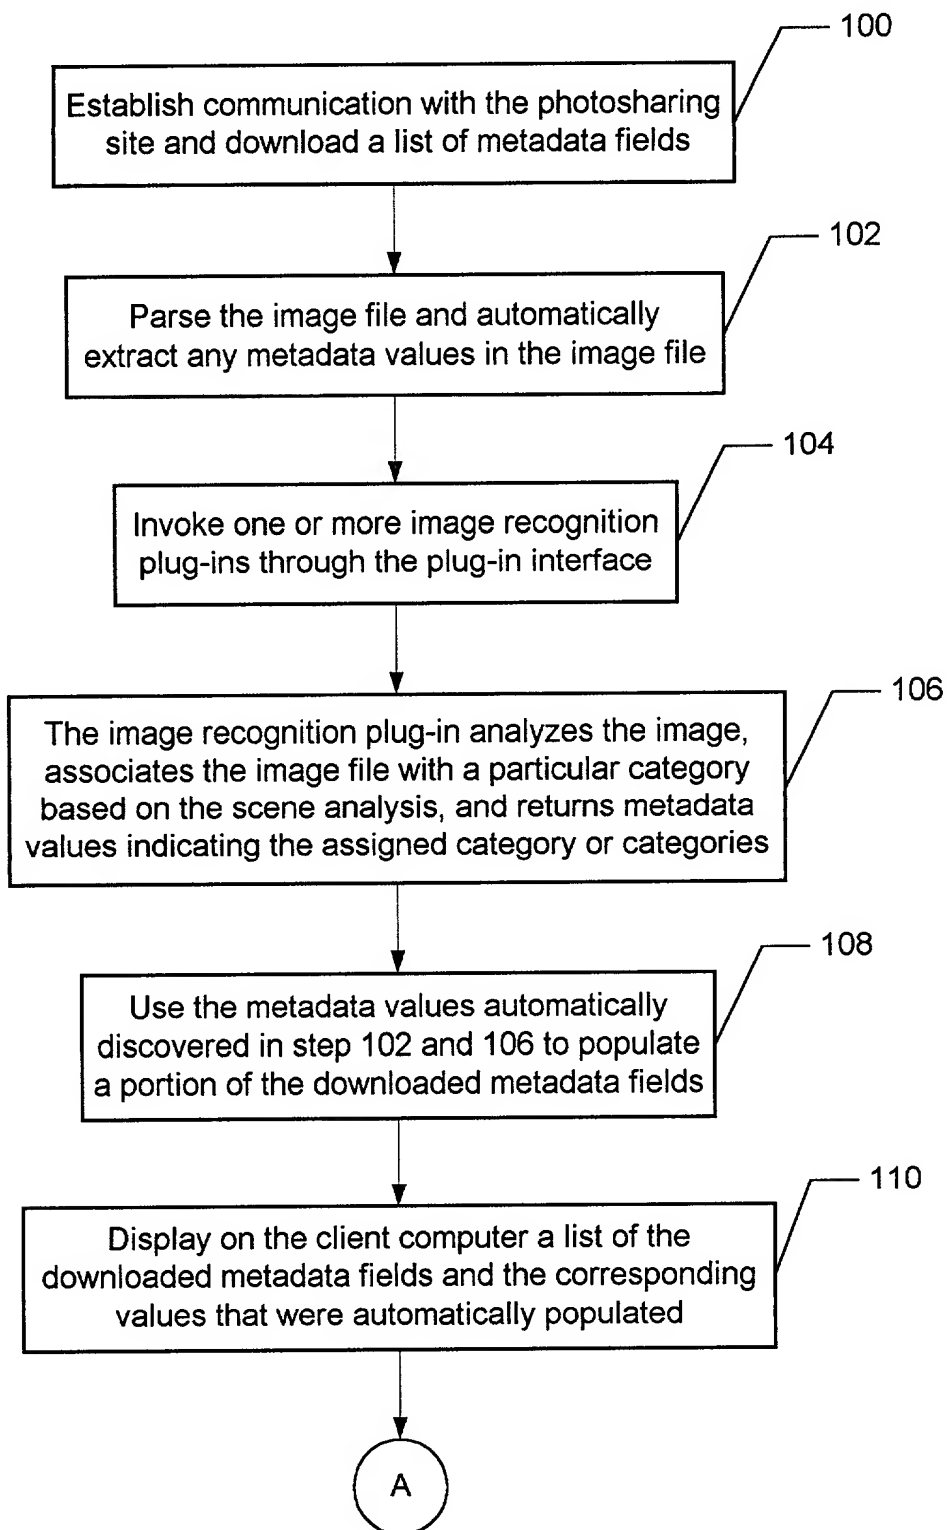 100
Establish communication with the photosharing
site and download a list of metadata fields
102
Parse the image file and automatically
extract any metadata values in the image file
104
Invoke one or more image recognition
plug-ins through the plug-in interface
106
The image recognition plug-in analyzes the image,
associates the image file with a particular category
based on the scene analysis, and returns metadata
values indicating the assigned category or categories
108
Use the metadata values automatically
discovered in step 102 and 106 to populate
a portion of the downloaded metadata fields
110
Display on the client computer a list of the
downloaded metadata fields and the corresponding
values that were automatically populated
A